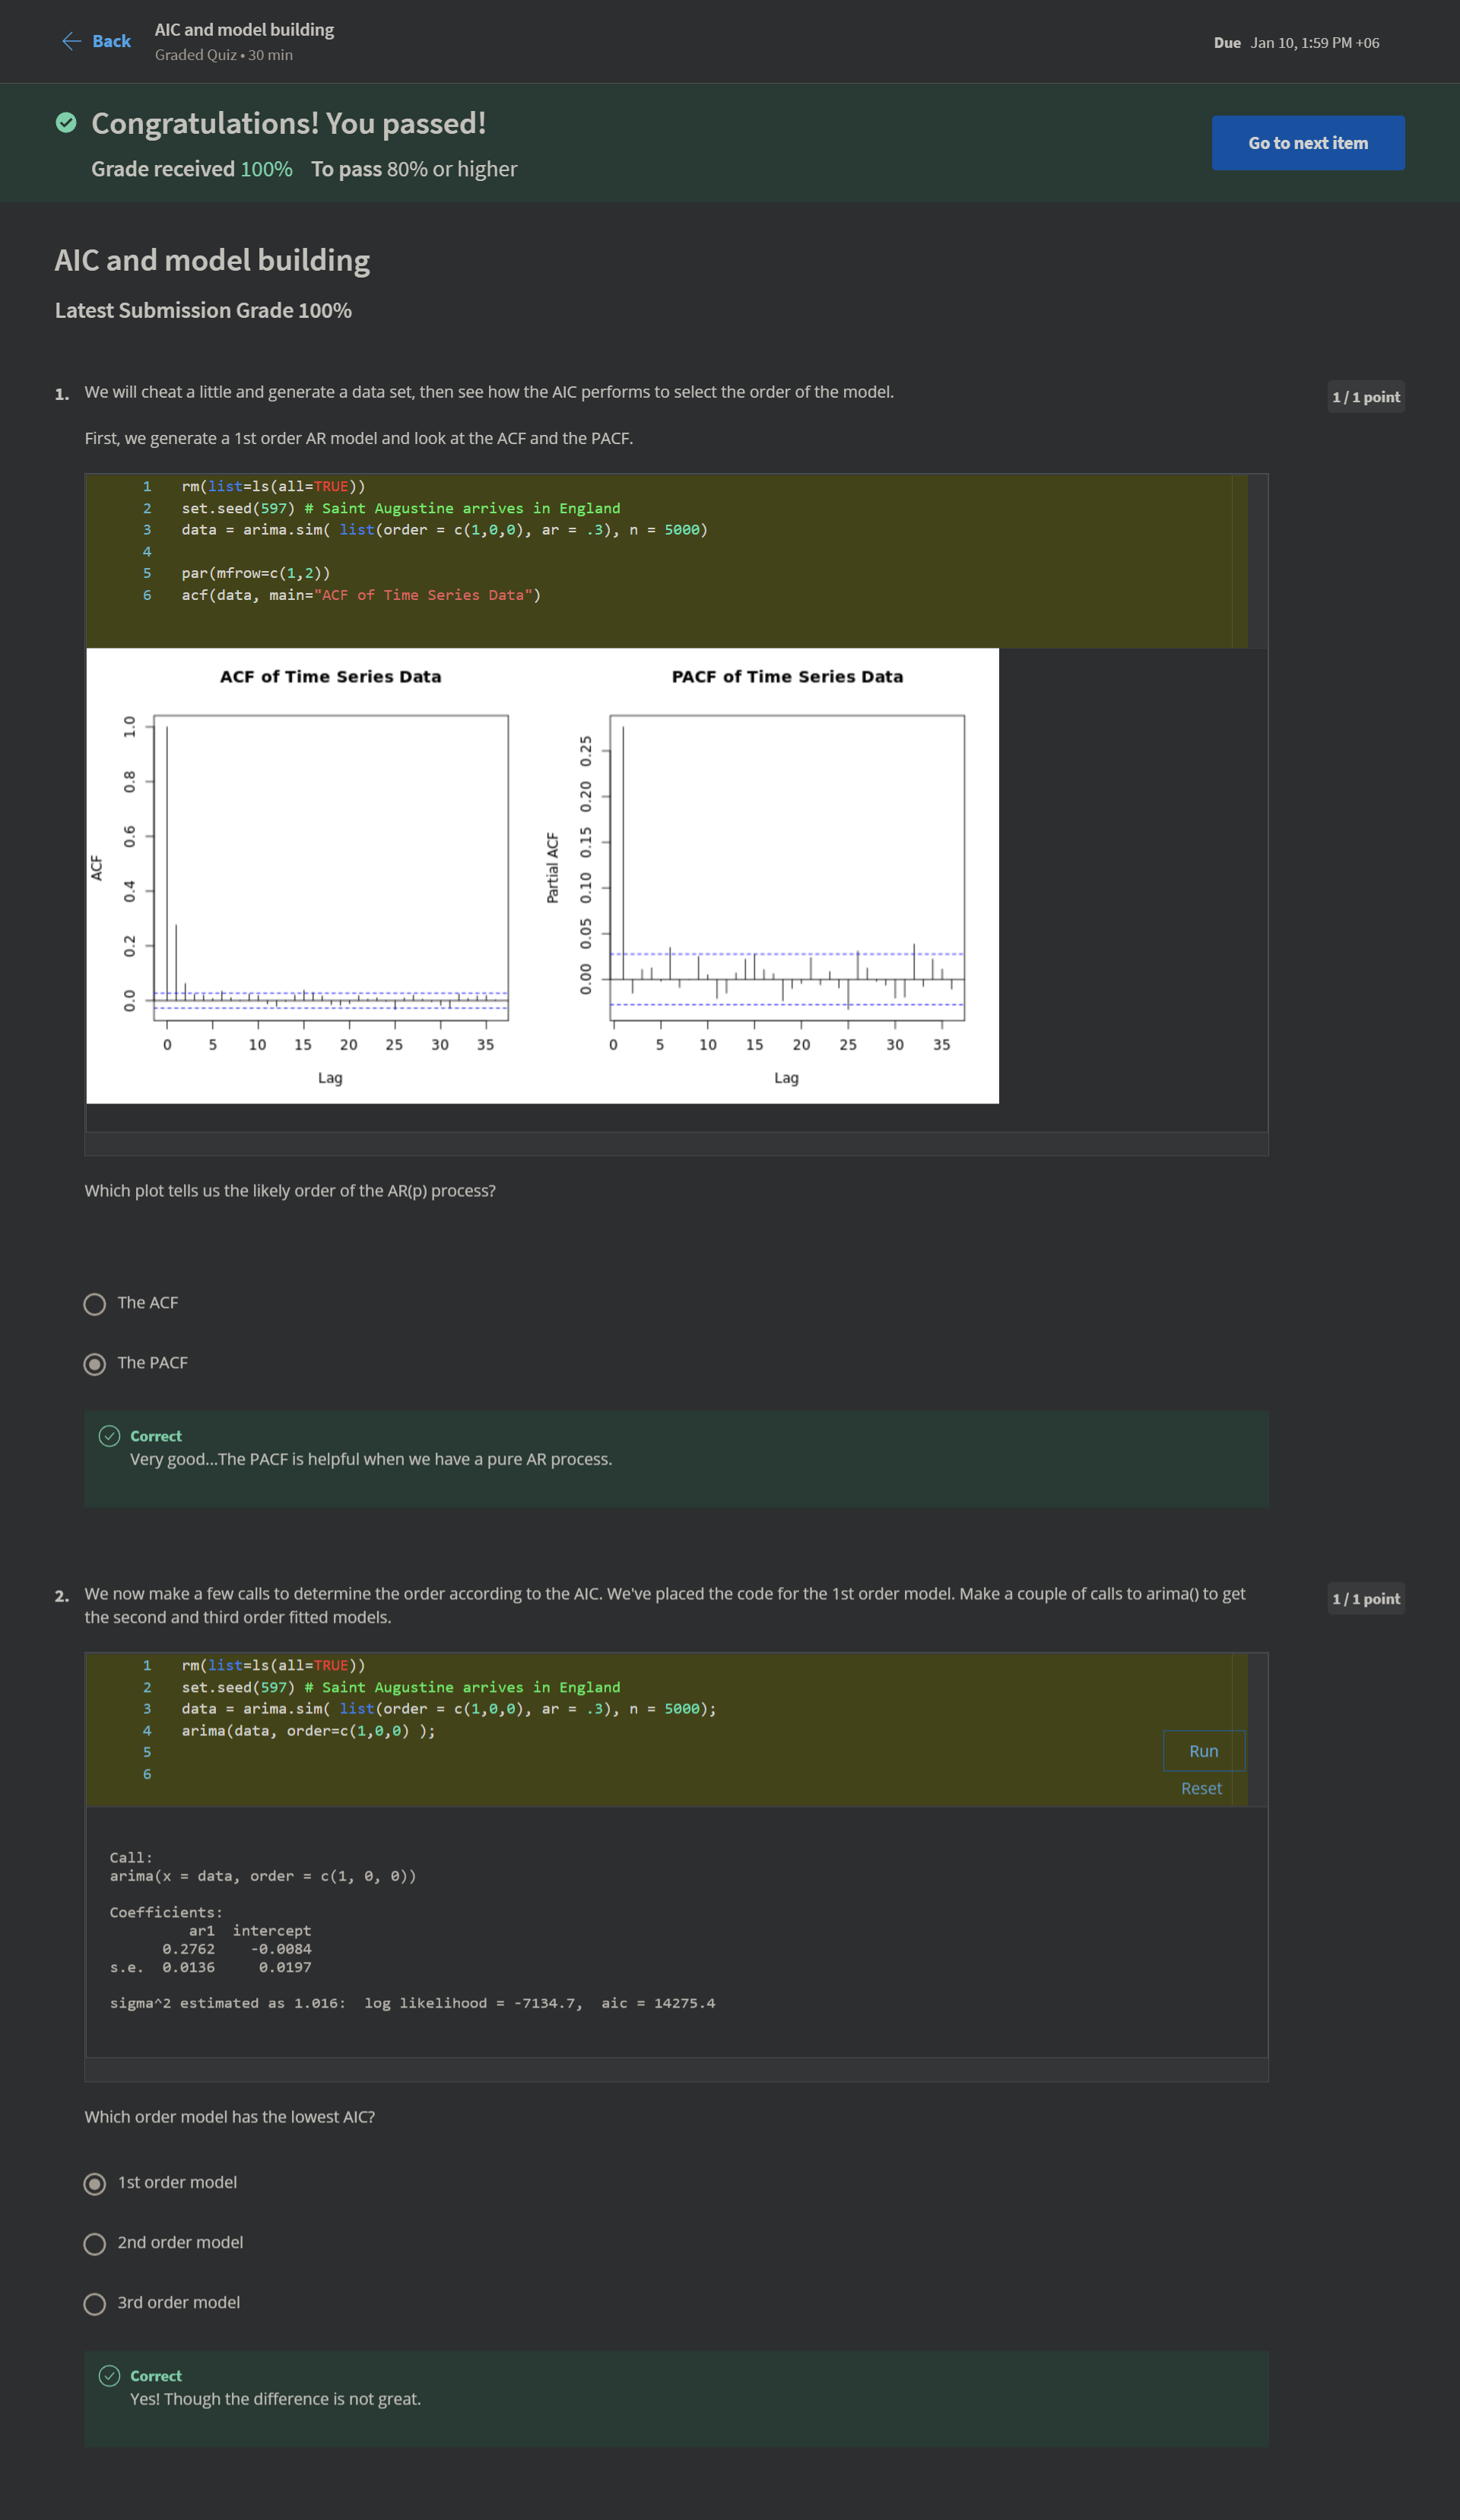 Back
AIC and model building
Graded Quiz • 30 min
Due Jan 10, 1:59 PM +06
Congratulations! You passed!
Grade received 100% To pass 80% or higher
Go to next item
AIC and model building
Latest Submission Grade 100%
1. We will cheat a little and generate a data set, then see how the AIC performs to select the order of the model.
1 / 1 point
First, we generate a 1st order AR model and look at the ACF and the PACF.
1 rm(list=ls(all=TRUE))
2 set.seed(597) # Saint Augustine arrives in England
3 data = arima.sim( list(order = c(1,0,0), ar = .3), n = 5000)
4
5 par(mfrow=c(1,2))
6 acf(data, main="ACF of Time Series Data")
ACF of Time Series Data
ACF
1.0
0.8
0.6
0.4
0.2
0.0
0 5 10 15 20 25 30 35
Lag
PACF of Time Series Data
Partial ACF
0.25
0.20
0.15
0.10
0.05
0.00
0 5 10 15 20 25 30 35
Lag
Which plot tells us the likely order of the AR(p) process?
The ACF
The PACF
Correct
Very good...The PACF is helpful when we have a pure AR process.
2. We now make a few calls to determine the order according to the AIC. We've placed the code for the 1st order model. Make a couple of calls to arima() to get
the second and third order fitted models.
1 / 1 point
1 rm(list=ls(all=TRUE))
2 set.seed(597) # Saint Augustine arrives in England
3 data = arima.sim( list(order = c(1,0,0), ar = .3), n = 5000);
4 arima(data, order=c(1,0,0) );
5
6
Run
Reset
Call:
arima(x = data, order = c(1, 0, 0))
Coefficients:
ar1 intercept
0.2762 -0.0084
s.e. 0.0136 0.0197
sigma^2 estimated as 1.016: log likelihood = -7134.7, aic = 14275.4
Which order model has the lowest AIC?
1st order model
2nd order model
3rd order model
Correct
Yes! Though the difference is not great.